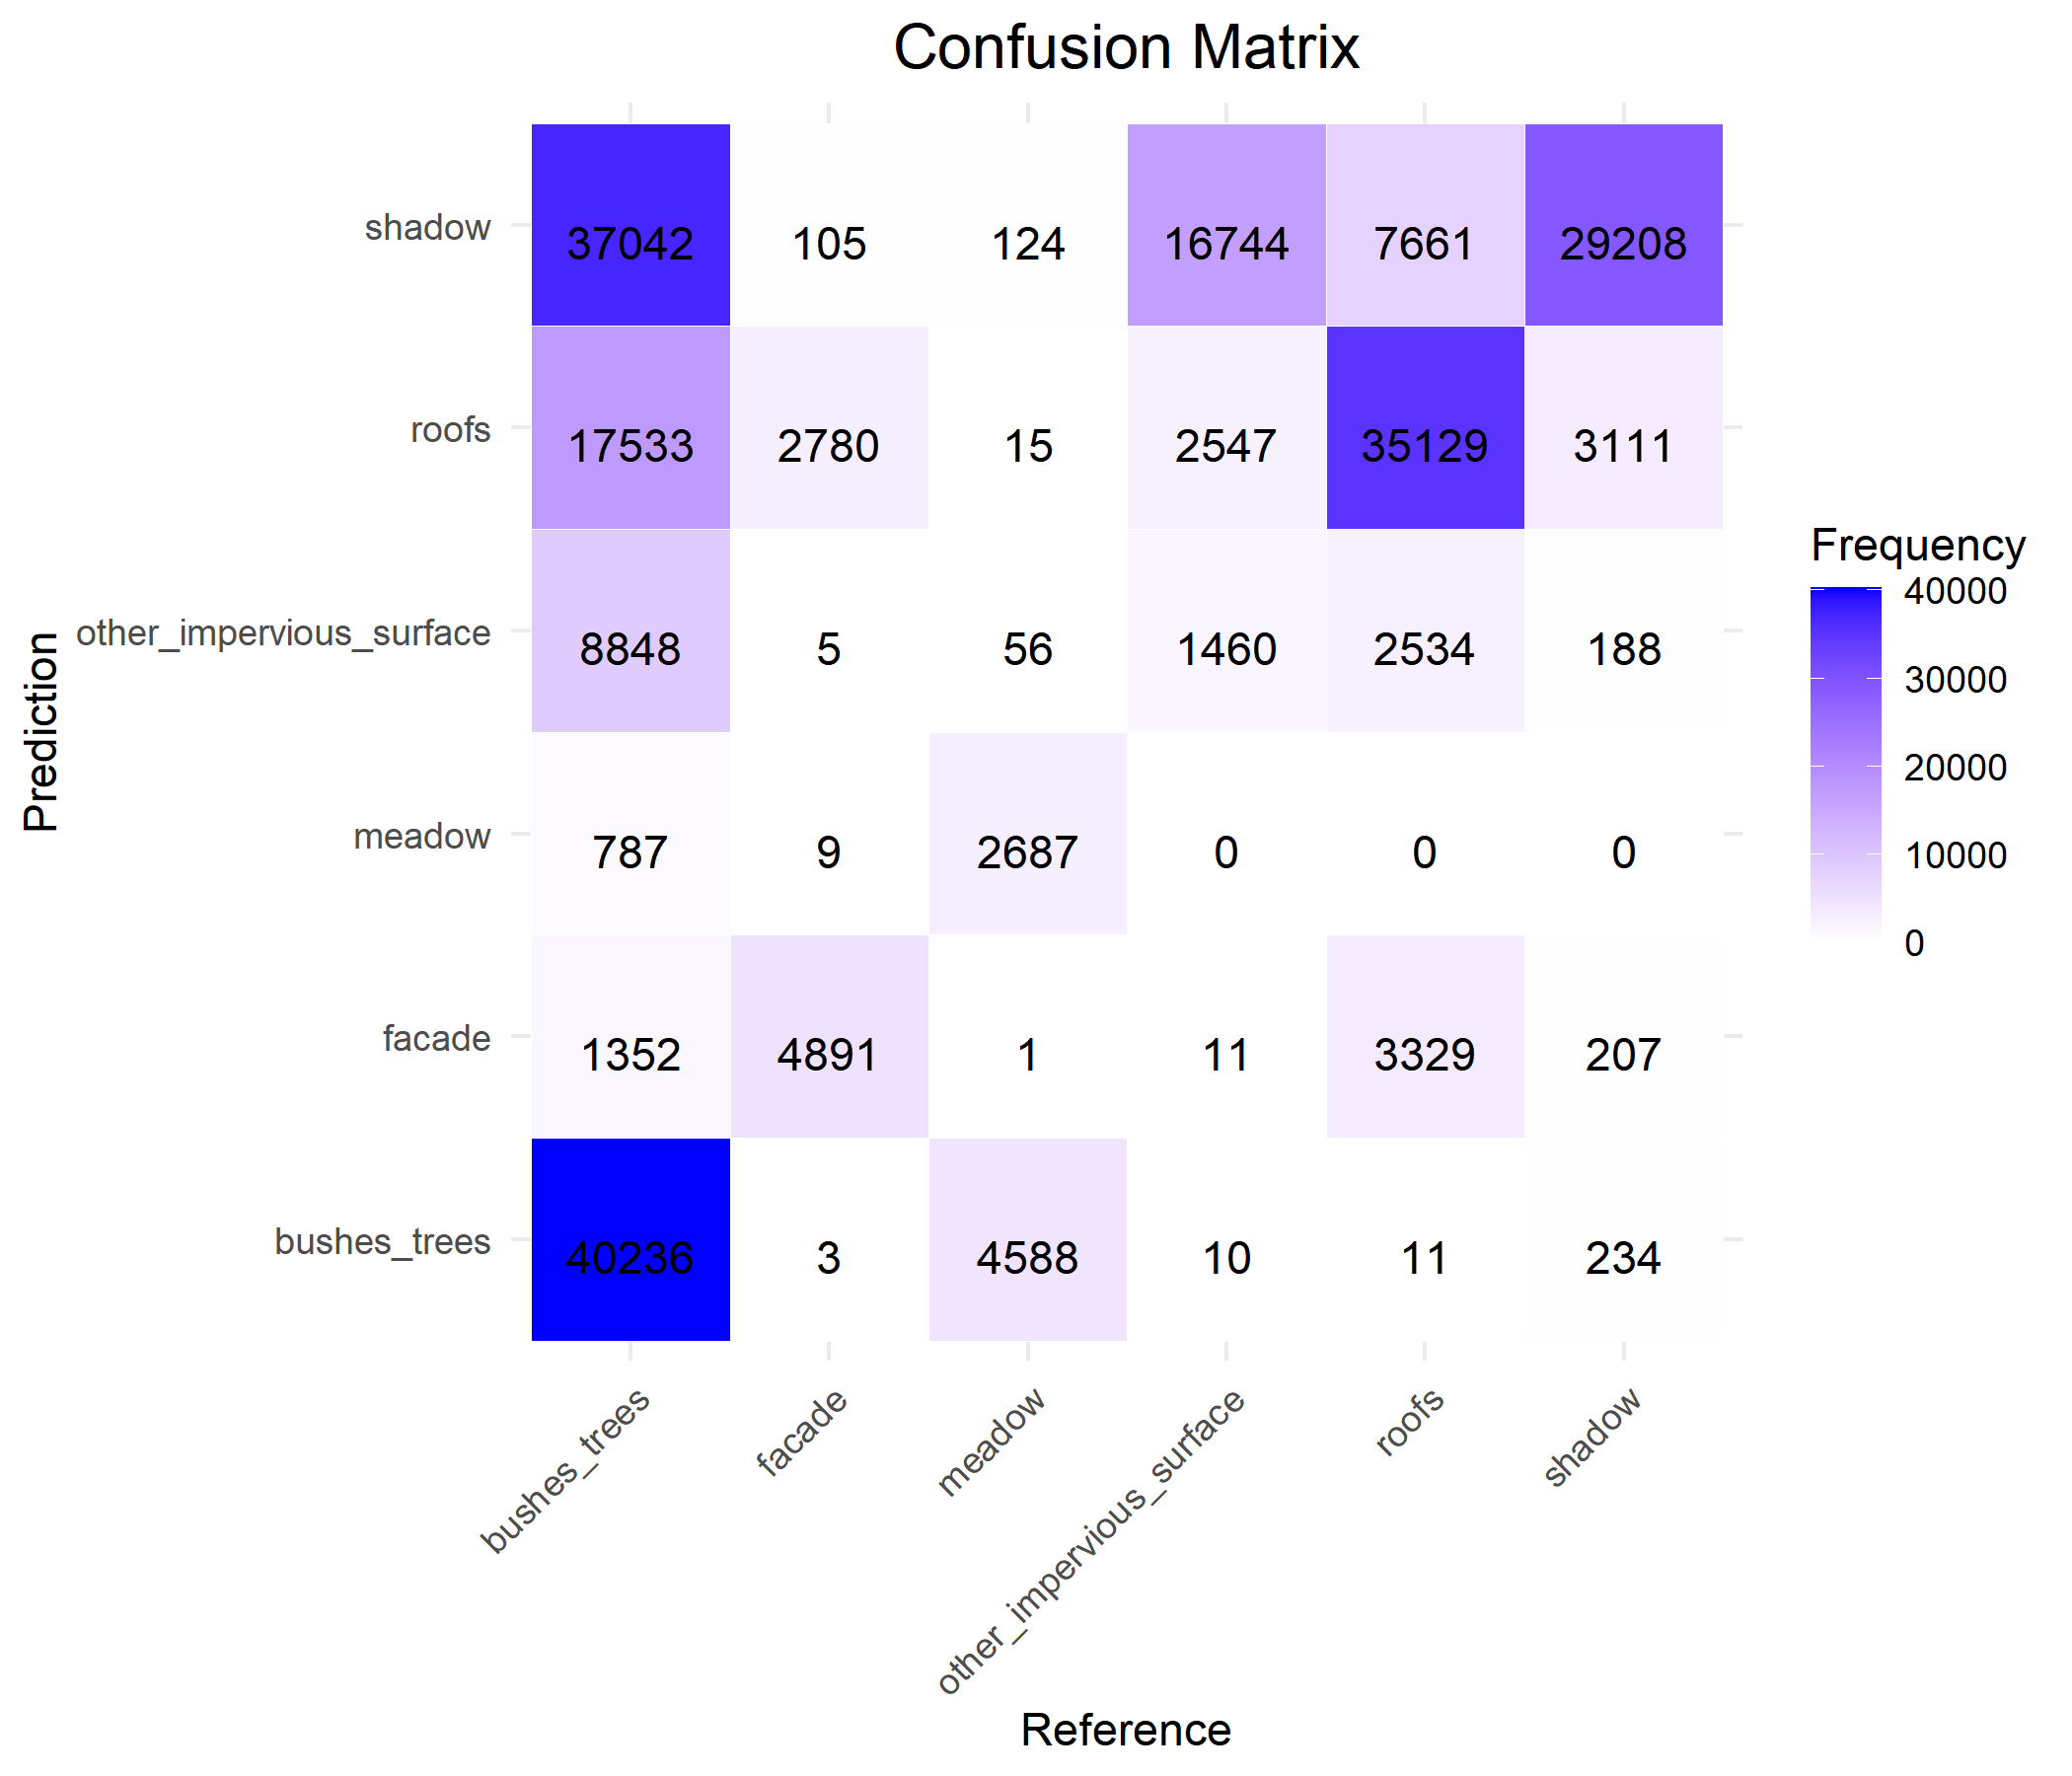 Confusion Matrix
shadow 37042 105 124 16744 7661 29208
roofs 17533 2780 15 2547 35129 3111
other_impervious_surface 8848 5 56 1460 2534 188
meadow 787 9 2687 0 0 0
facade 1352 4891 1 11 3329 207
bushes_trees 40236 3 4588 10 11 234
Prediction
bushes_trees facade meadow other_impervious_surface roofs shadow
Reference
Frequency
40000
30000
20000
10000
0